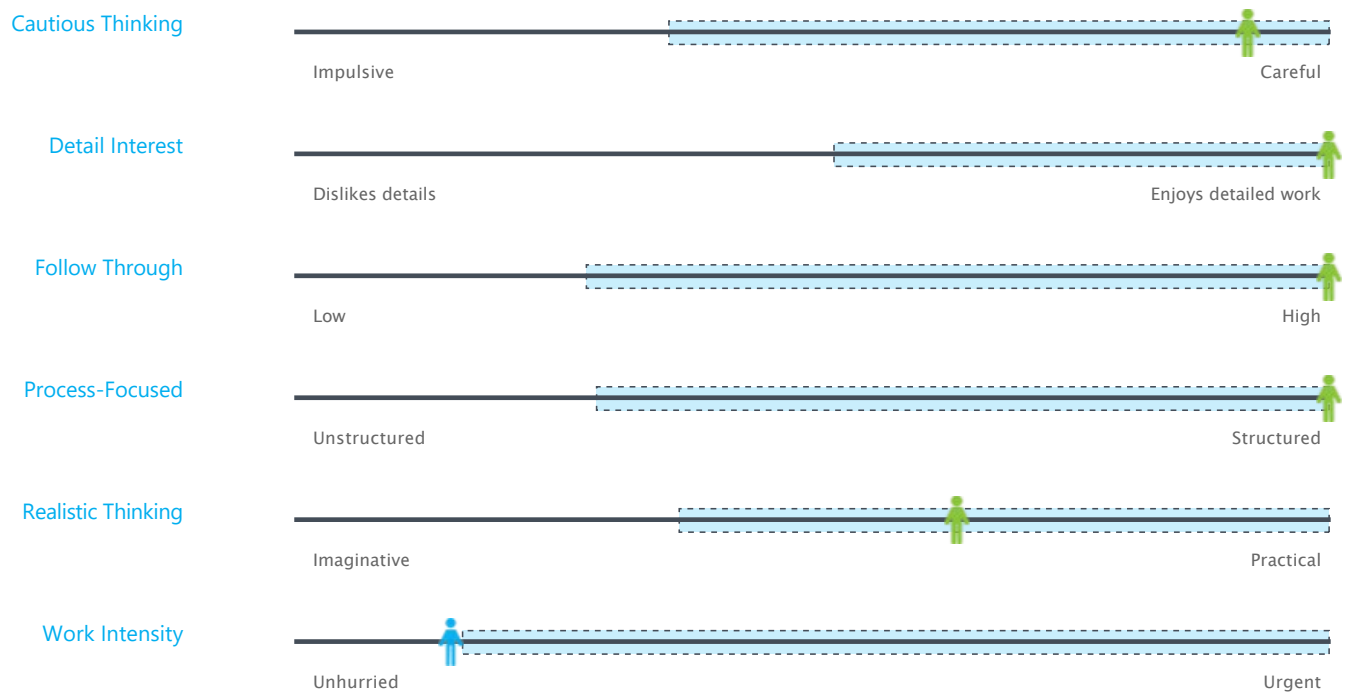 Cautious Thinking
Impulsive Careful
Detail Interest
Dislikes details Enjoys detailed work
Follow Through
Low High
Process-Focused
Unstructured Structured
Realistic Thinking
Imaginative Practical
Work Intensity
Unhurried Urgent